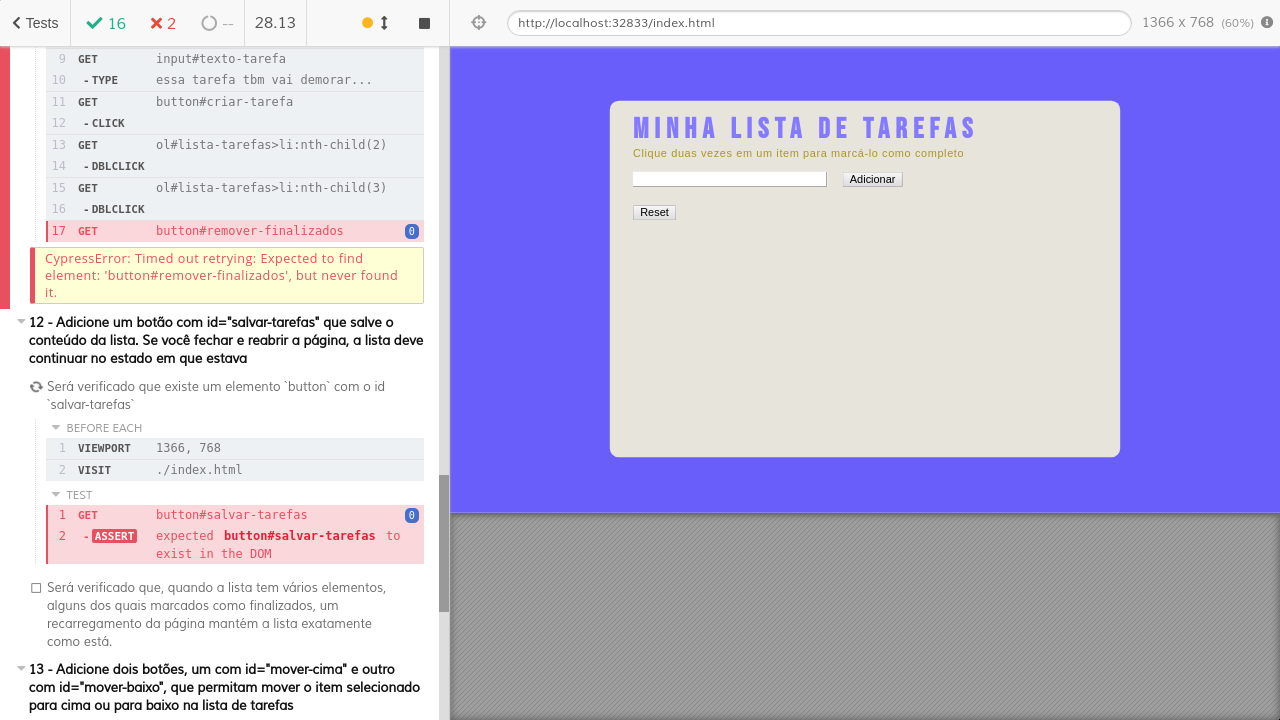 Tests 16 2 -- 28.13
http://localhost:32833/index.html 1366 x 768 (60%)
9 GET input#texto-tarefa
10 - TYPE essa tarefa tbm vai demorar...
11 GET button#criar-tarefa
12 - CLICK
13 GET ol#lista-tarefas>li:nth-child(2)
14 - DBLCLICK
15 GET ol#lista-tarefas>li:nth-child(3)
16 - DBLCLICK
17 GET button#remover-finalizados 0
CypressError: Timed out retrying: Expected to find
element: 'button#remover-finalizados', but never found
it.
12 - Adicione um botão com id="salvar-tarefas" que salve o
conteúdo da lista. Se você fechar e reabrir a página, a lista deve
continuar no estado em que estava
Será verificado que existe um elemento `button` com o id
`salvar-tarefas`
BEFORE EACH
1 VIEWPORT 1366, 768
2 VISIT ./index.html
TEST
1 GET button#salvar-tarefas 0
2 - ASSERT expected button#salvar-tarefas to
exist in the DOM
Será verificado que, quando a lista tem vários elementos,
alguns dos quais marcados como finalizados, um
recarregamento da página mantém a lista exatamente
como está.
13 - Adicione dois botões, um com id="mover-cima" e outro
com id="mover-baixo", que permitam mover o item selecionado
para cima ou para baixo na lista de tarefas
MINHA LISTA DE TAREFAS
Clique duas vezes em um item para marcá-lo como completo
Adicionar
Reset